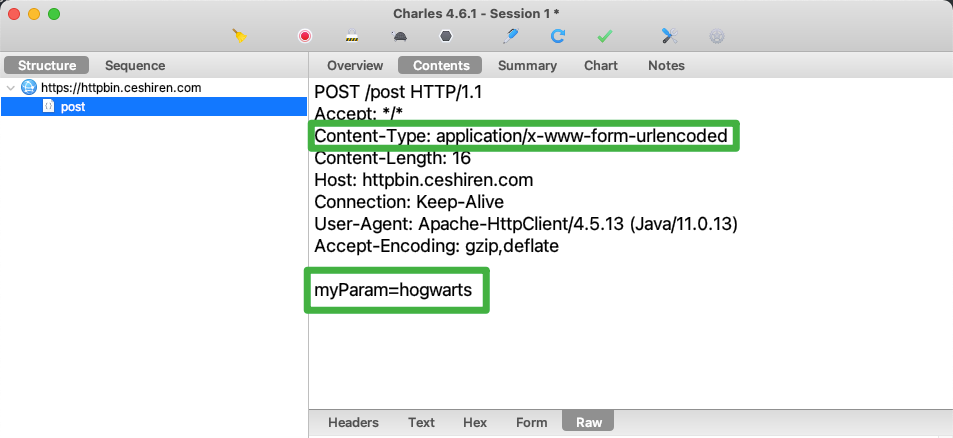 Charles 4.6.1 - Session 1 *
Structure
Sequence
https://httpbin.ceshiren.com
post
Overview
Contents
Summary
Chart
Notes
POST /post HTTP/1.1
Accept: */*
Content-Type: application/x-www-form-urlencoded
Content-Length: 16
Host: httpbin.ceshiren.com
Connection: Keep-Alive
User-Agent: Apache-HttpClient/4.5.13 (Java/11.0.13)
Accept-Encoding: gzip,deflate
myParam=hogwarts
Headers
Text
Hex
Form
Raw